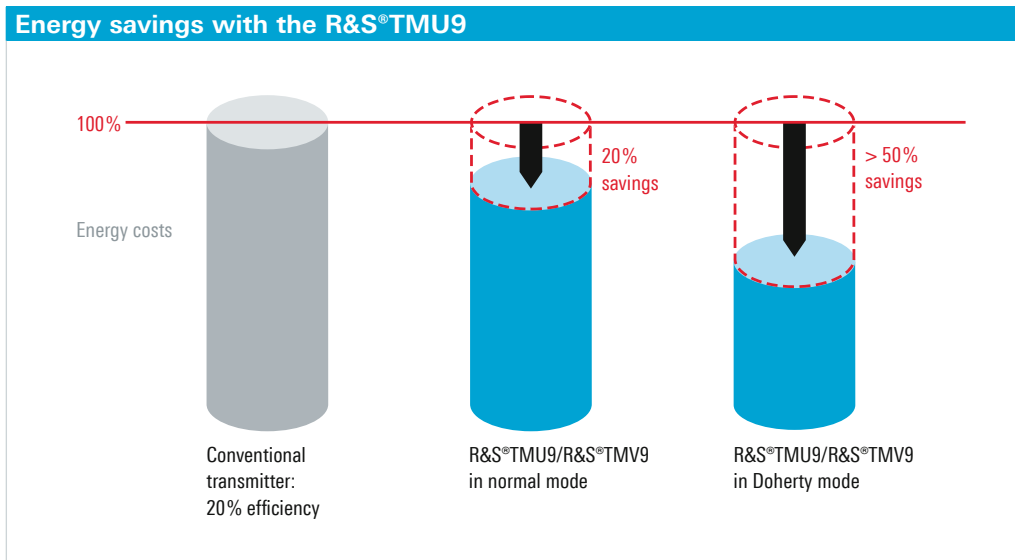 Energy savings with the R&S®TMU9
100%
20%
savings
> 50%
savings
Energy costs
Conventional
transmitter:
20% efficiency
R&S®TMU9/R&S®TMV9
in normal mode
R&S®TMU9/R&S®TMV9
in Doherty mode